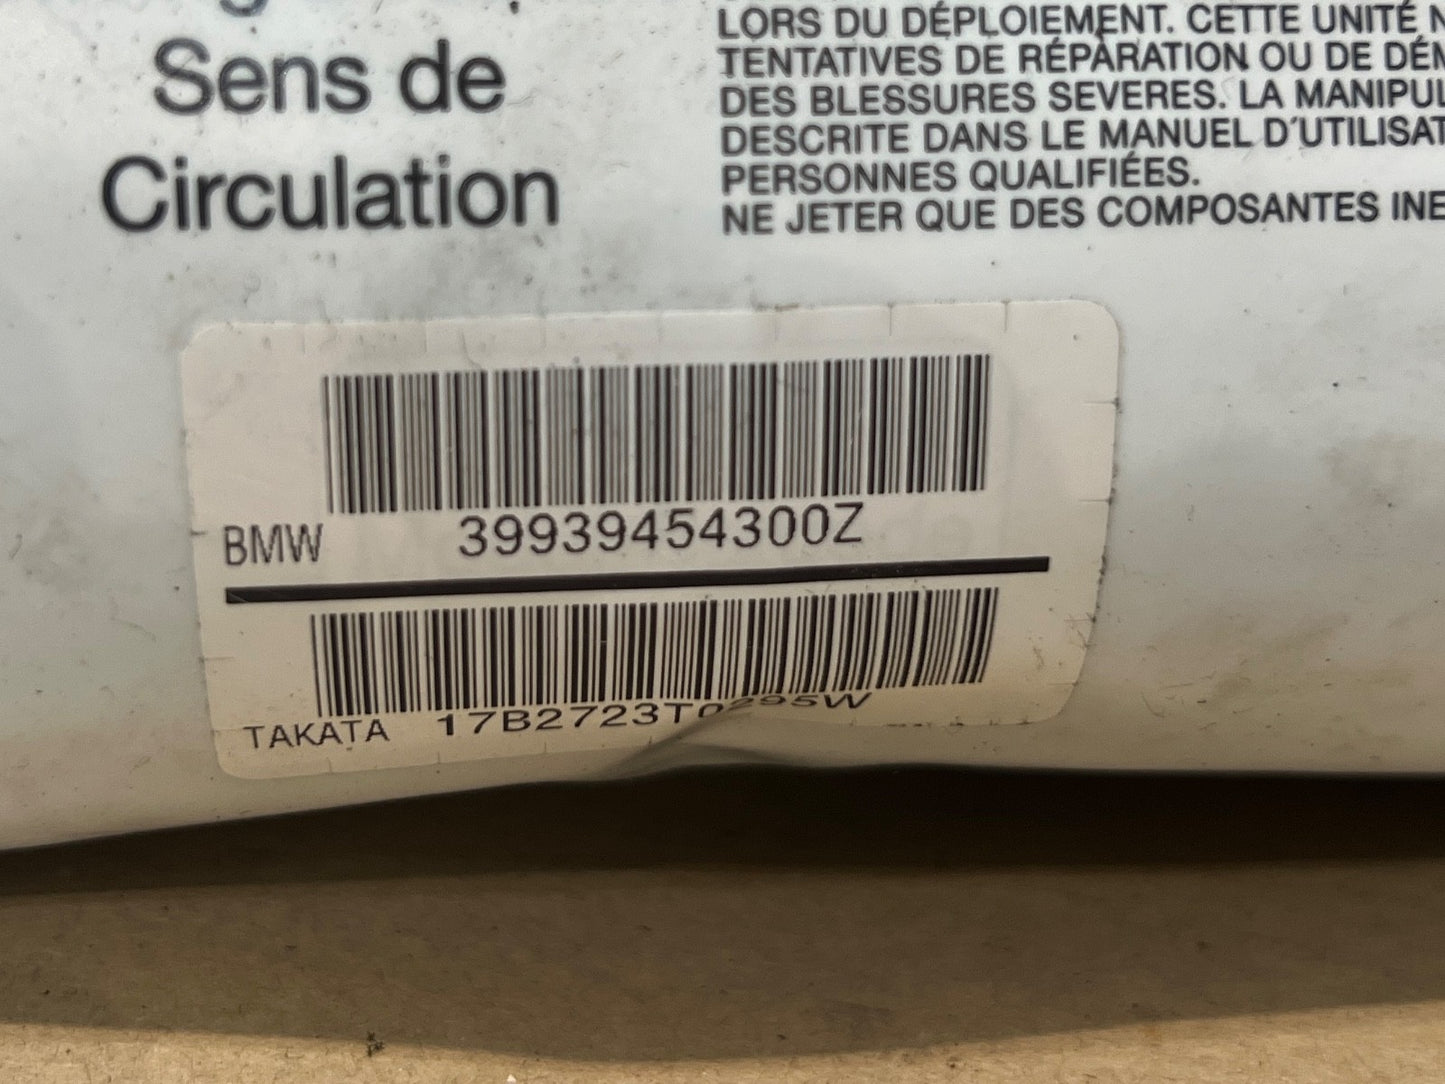 Sens de
Circulation
LORS DU DÉPLOIEMENT. CETTE UNITÉ
TENTATIVES DE RÉPARATION OU DE
DES BLESSURES SEVERES. LA
DESCRITE DANS LE MANUEL
PERSONNES QUALIFIÉES.
NE JETER QUE DES COMPOSANTES
BMW 39939454300Z
TAKATA 17B2723T0295W